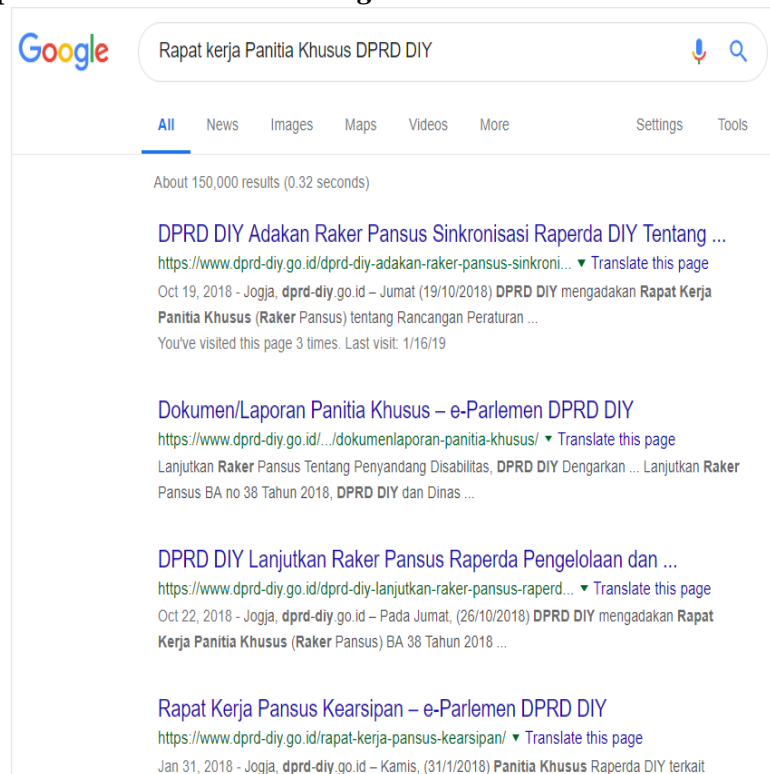 Google
Rapat kerja Panitia Khusus DPRD DIY
All News Images Maps Videos More Settings Tools
About 150,000 results (0.32 seconds)
DPRD DIY Adakan Raker Pansus Sinkronisasi Raperda DIY Tentang ...
https://www.dprd-diy.go.id/dprd-diy-adakan-raker-pansus-sinkroni... ▼ Translate this page
Oct 19, 2018 - Jogja, dprd-diy.go.id – Jumat (19/10/2018) DPRD DIY mengadakan Rapat Kerja
Panitia Khusus (Raker Pansus) tentang Rancangan Peraturan ...
You've visited this page 3 times. Last visit: 1/16/19
Dokumen/Laporan Panitia Khusus – e-Parlemen DPRD DIY
https://www.dprd-diy.go.id/.../dokumenlaporan-panitia-khusus/ ▼ Translate this page
Lanjutkan Raker Pansus Tentang Penyandang Disabilitas, DPRD DIY Dengarkan ... Lanjutkan Raker
Pansus BA no 38 Tahun 2018, DPRD DIY dan Dinas ...
DPRD DIY Lanjutkan Raker Pansus Raperda Pengelolaan dan ...
https://www.dprd-diy.go.id/dprd-diy-lanjutkan-raker-pansus-raperd... ▼ Translate this page
Oct 22, 2018 - Jogja, dprd-diy.go.id – Pada Jumat, (26/10/2018) DPRD DIY mengadakan Rapat
Kerja Panitia Khusus (Raker Pansus) BA 38 Tahun 2018 ...
Rapat Kerja Pansus Kearsipan – e-Parlemen DPRD DIY
https://www.dprd-diy.go.id/rapat-kerja-pansus-kearsipan/ ▼ Translate this page
Jan 31, 2018 - Jogja, dprd-diy.go.id – Kamis, (31/1/2018) Panitia Khusus Raperda DIY terkait